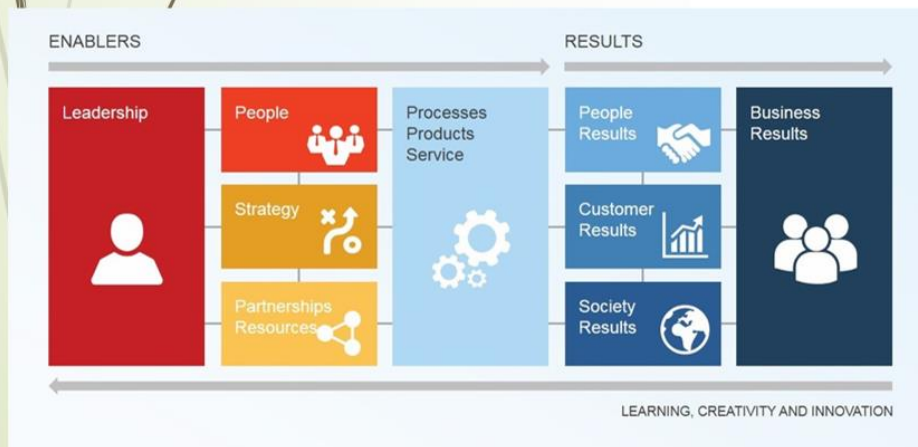 ENABLERS
RESULTS
Leadership
People
Strategy
Partnerships
Resources
Processes
Products
Service
People
Results
Customer
Results
Society
Results
Business
Results
LEARNING, CREATIVITY AND INNOVATION